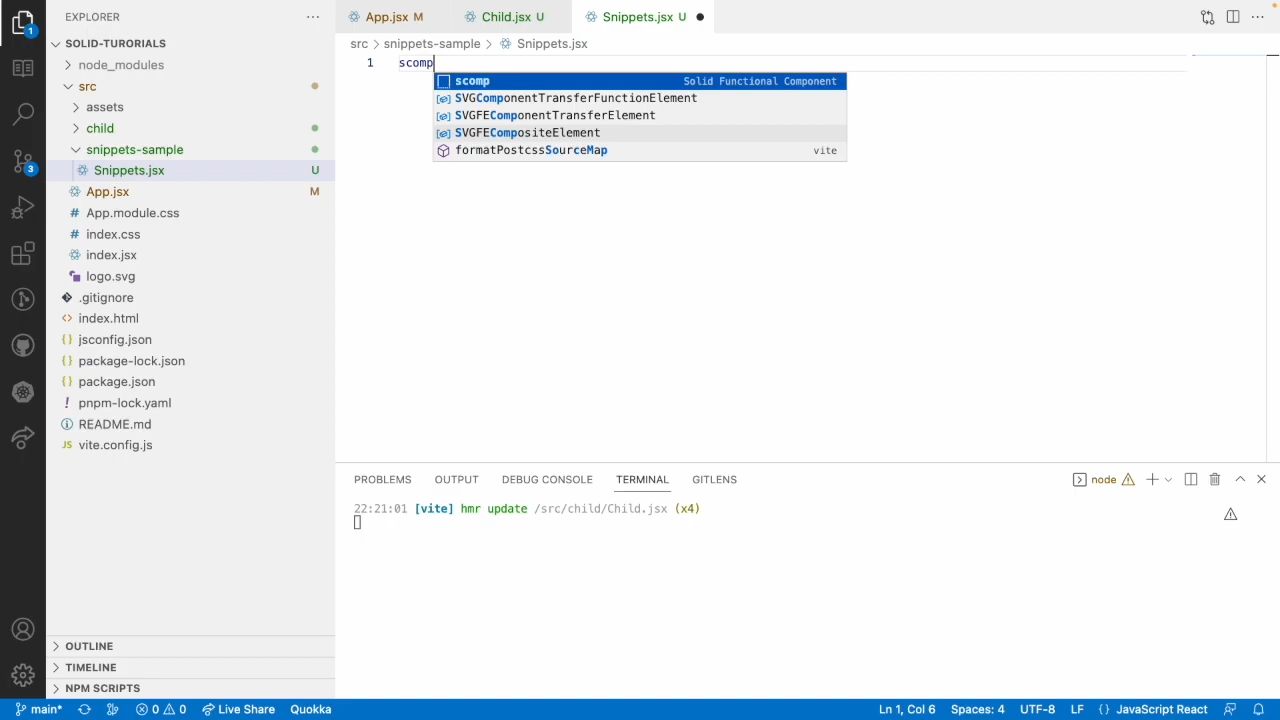 EXPLORER
App.jsx M
Child.jsx U
Snippets.jsx U
SOLID-TURORIALS
src
snippets-sample
Snippets.jsx
node_modules
1
scomp
src
scomp
Solid Functional Component
SVGComponentTransferFunctionElement
assets
SVGFEComponentTransferElement
child
SVGFECompositeElement
snippets-sample
formatPostcssSourceMap
vite
Snippets.jsx
U
App.jsx
M
App.module.css
index.css
index.jsx
logo.svg
.gitignore
index.html
jsconfig.json
package-lock.json
package.json
pnpm-lock.yaml
README.md
vite.config.js
PROBLEMS
OUTPUT
DEBUG CONSOLE
TERMINAL
GITLENS
node
22:21:01 [vite] hmr update /src/child/Child.jsx (x4)
OUTLINE
TIMELINE
NPM SCRIPTS
1
3
main*
0
0
Live Share
Quokka
Ln 1, Col 6
Spaces: 4
UTF-8
LF
JavaScript React